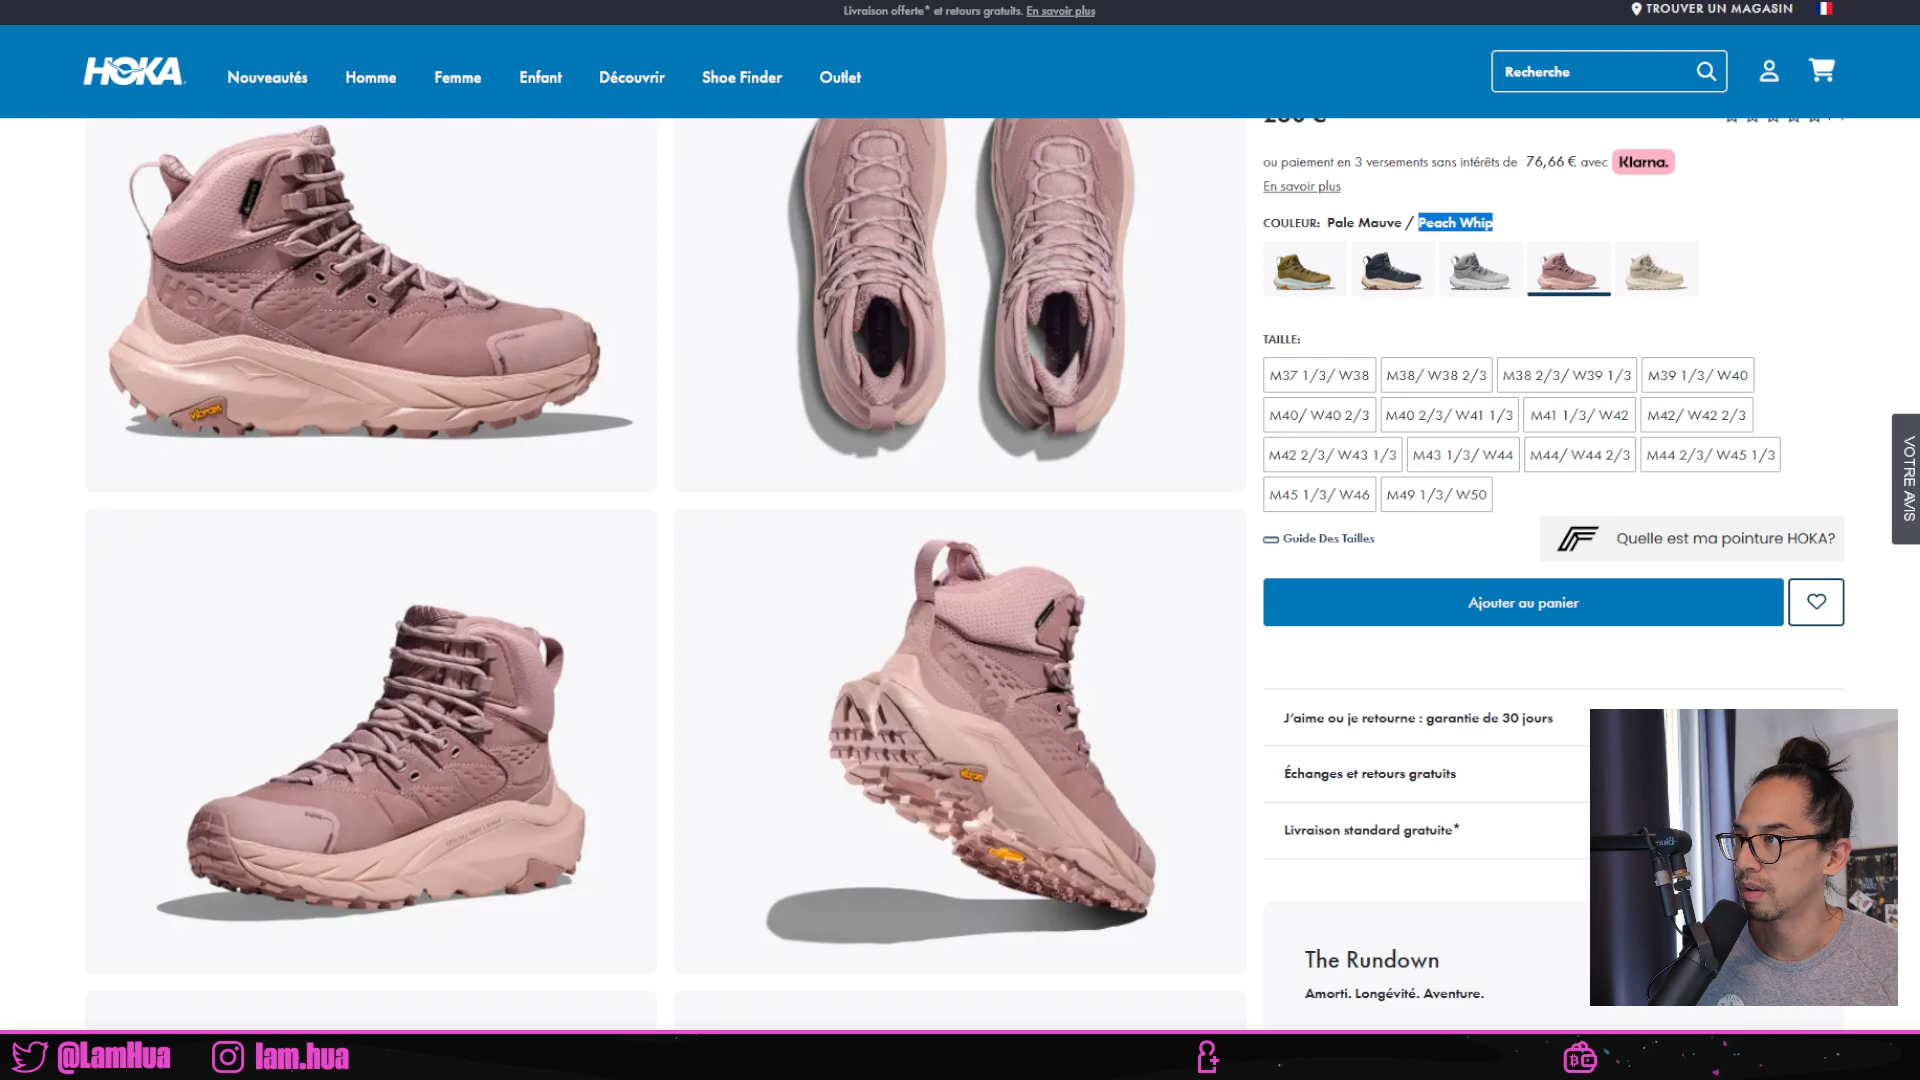 Livraison offerte* et retours gratuits. En savoir plus
TROUVER UN MAGASIN
HOKA
Nouveautés Homme Femme Enfant Découvrir Shoe Finder Outlet
Recherche
ou paiement en 3 versements sans intérêts de 76,66 € avec Klarna.
En savoir plus
COULEUR: Pale Mauve / Peach Whip
TAILLE:
M37 1/3/ W38 M38/ W38 2/3 M38 2/3/ W39 1/3 M39 1/3/ W40
M40/ W40 2/3 M40 2/3/ W41 1/3 M41 1/3/ W42 M42/ W42 2/3
M42 2/3/ W43 1/3 M43 1/3/ W44 M44/ W44 2/3 M44 2/3/ W45 1/3
M45 1/3/ W46 M49 1/3/ W50
Guide Des Tailles
Quelle est ma pointure HOKA?
Ajouter au panier
VOTRE AVIS
J'aime ou je retourne : garantie de 30 jours
Échanges et retours gratuits
Livraison standard gratuite*
The Rundown
Amorti. Longévité. Aventure.
HOKA
vibram
HOKA
vibram
@LamHua
lam.hua